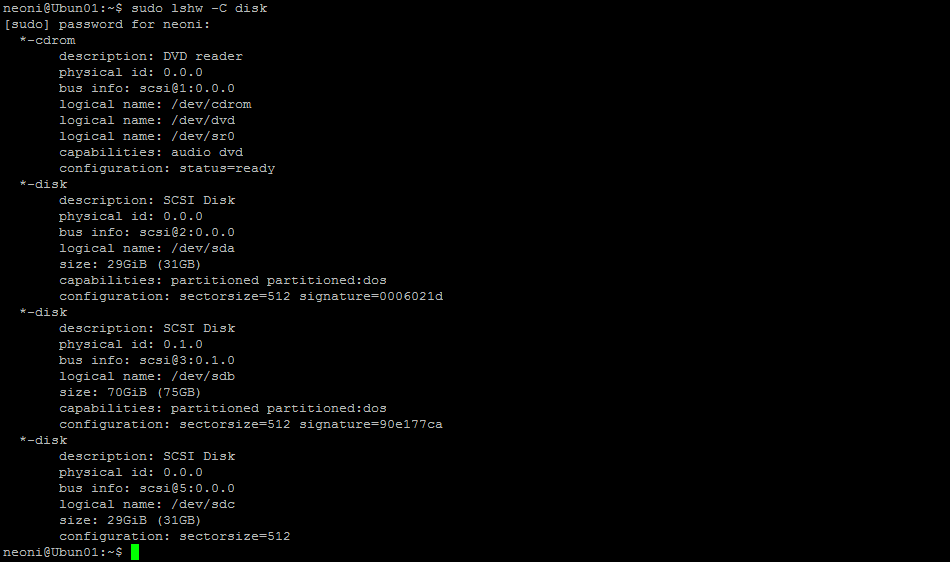 neoni@Ubun01:~$ sudo lshw -C disk
[sudo] password for neoni:
  *-cdrom
       description: DVD reader
       physical id: 0.0.0
       bus info: scsi@1:0.0.0
       logical name: /dev/cdrom
       logical name: /dev/dvd
       logical name: /dev/sr0
       capabilities: audio dvd
       configuration: status=ready
  *-disk
       description: SCSI Disk
       physical id: 0.0.0
       bus info: scsi@2:0.0.0
       logical name: /dev/sda
       size: 29GiB (31GB)
       capabilities: partitioned partitioned:dos
       configuration: sectorsize=512 signature=0006021d
  *-disk
       description: SCSI Disk
       physical id: 0.1.0
       bus info: scsi@3:0.1.0
       logical name: /dev/sdb
       size: 70GiB (75GB)
       capabilities: partitioned partitioned:dos
       configuration: sectorsize=512 signature=90e177ca
  *-disk
       description: SCSI Disk
       physical id: 0.0.0
       bus info: scsi@5:0.0.0
       logical name: /dev/sdc
       size: 29GiB (31GB)
       configuration: sectorsize=512
neoni@Ubun01:~$